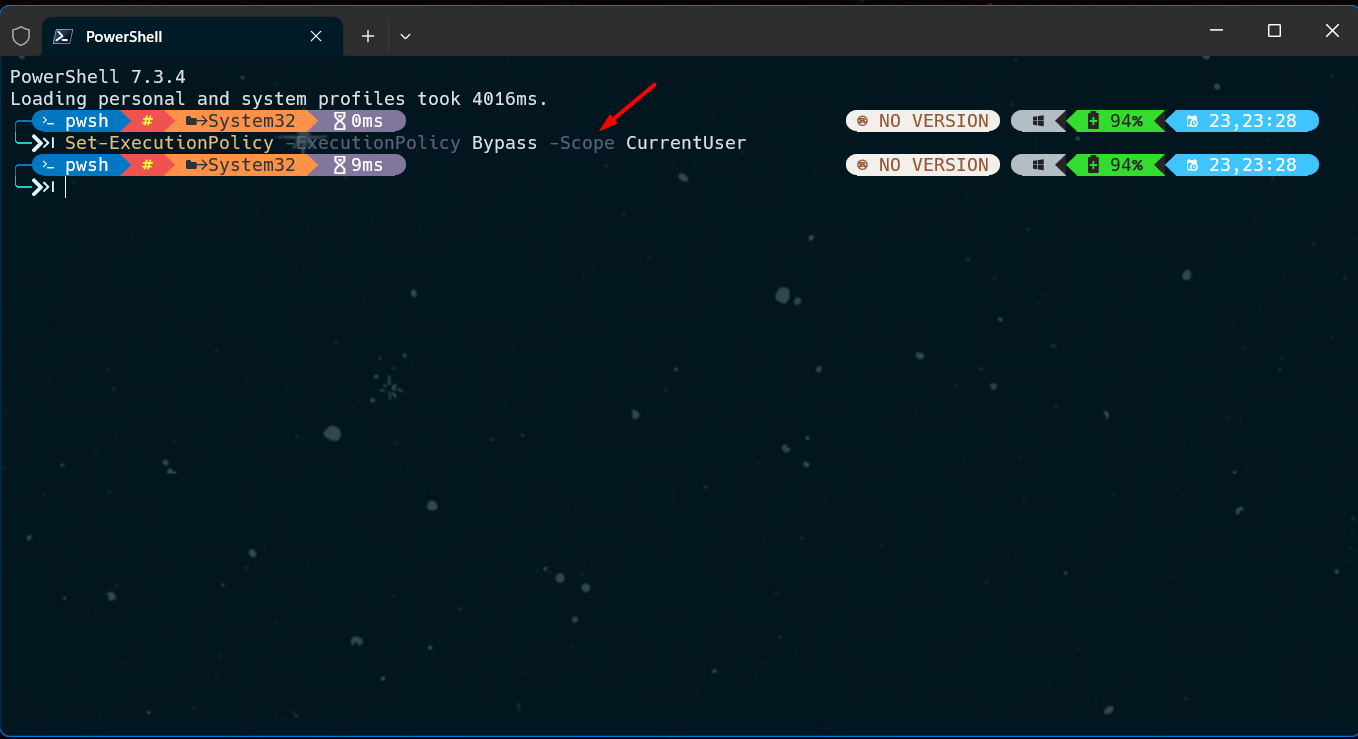 PowerShell
PowerShell 7.3.4
Loading personal and system profiles took 4016ms.
pwsh # System32 0ms NO VERSION 94% 23,23:28
Set-ExecutionPolicy -ExecutionPolicy Bypass -Scope CurrentUser
pwsh # System32 9ms NO VERSION 94% 23,23:28